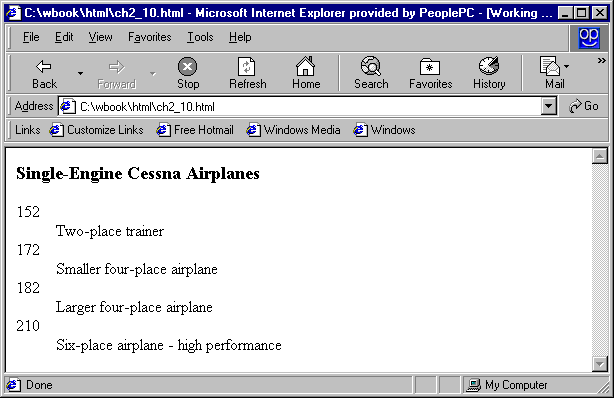 C:\wbook\html\ch2_10.html - Microsoft Internet Explorer provided by PeoplePC - [Working ...
File Edit View Favorites Tools Help
Back Forward Stop Refresh Home Search Favorites History Mail »
Address C:\wbook\html\ch2_10.html Go
Links Customize Links Free Hotmail Windows Media Windows
Single-Engine Cessna Airplanes
152
Two-place trainer
172
Smaller four-place airplane
182
Larger four-place airplane
210
Six-place airplane - high performance
Done My Computer